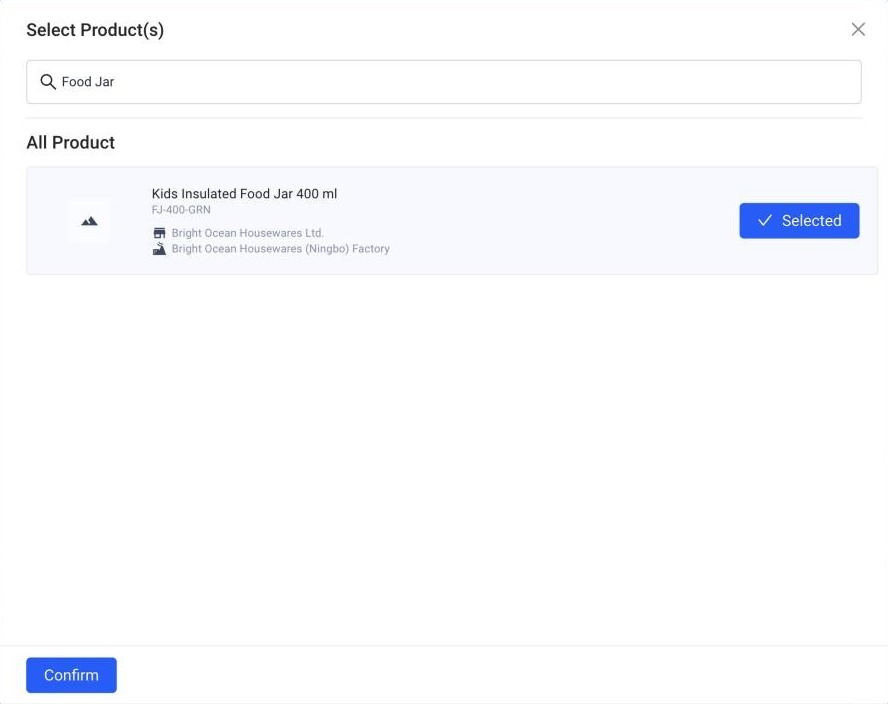 Select Product(s)
Food Jar
All Product
Kids Insulated Food Jar 400 ml
FJ-400-GRN
Bright Ocean Housewares Ltd.
Bright Ocean Housewares (Ningbo) Factory
Selected
Confirm